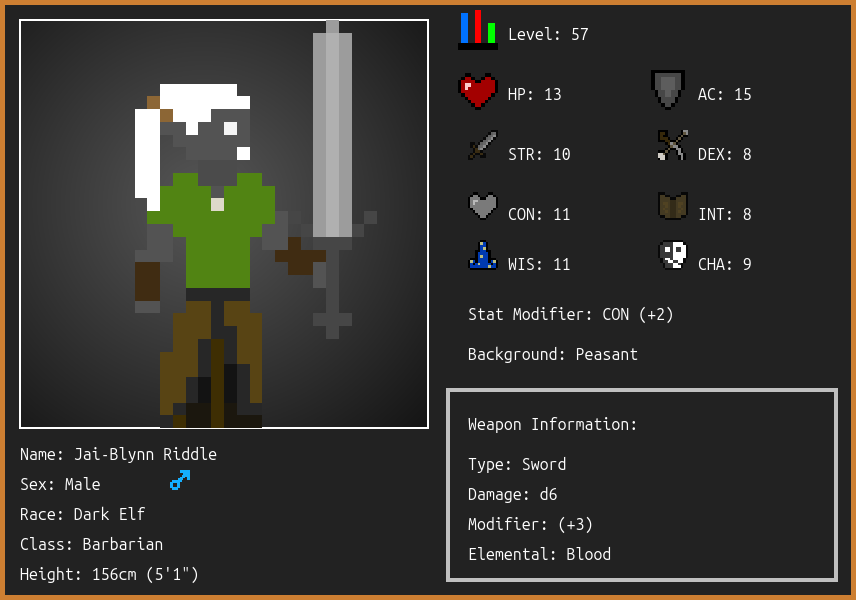 Level: 57
HP: 13
AC: 15
STR: 10
DEX: 8
CON: 11
INT: 8
WIS: 11
CHA: 9
Stat Modifier: CON (+2)
Background: Peasant
Weapon Information:
Type: Sword
Damage: d6
Modifier: (+3)
Elemental: Blood
Name: Jai-Blynn Riddle
Sex: Male
Race: Dark Elf
Class: Barbarian
Height: 156cm (5'1")